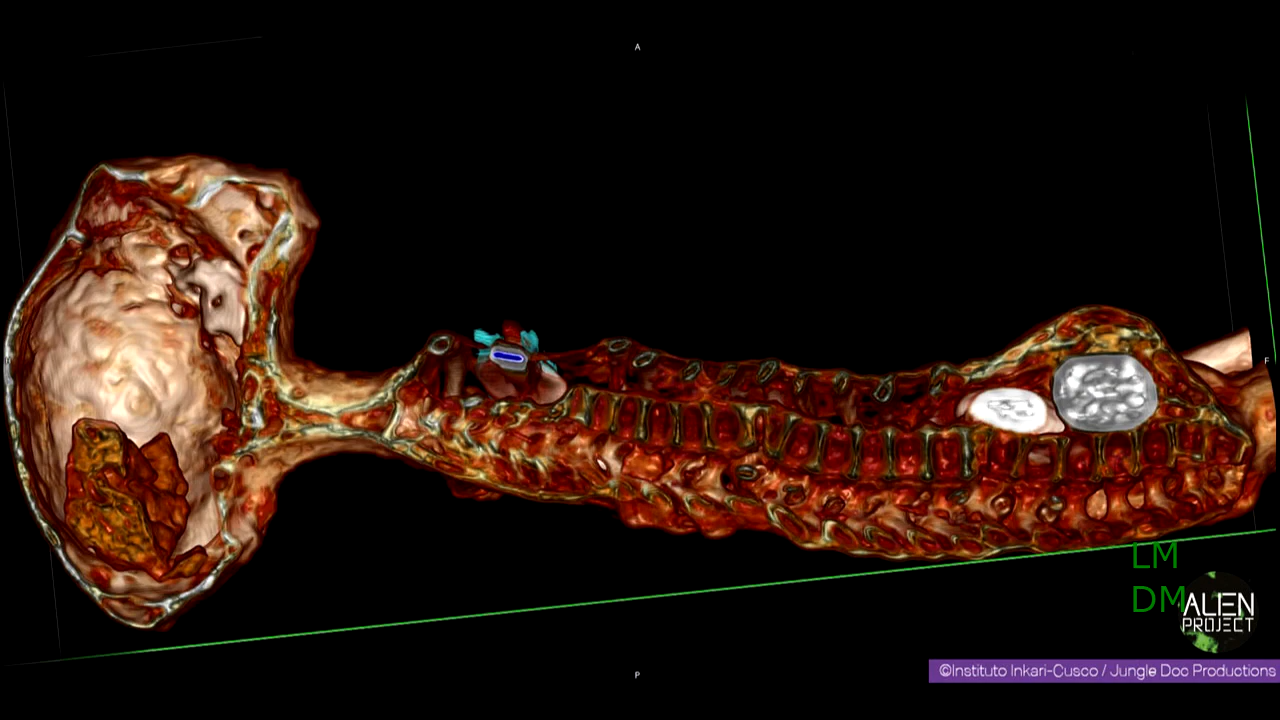 A
F
LM
DM
ALIEN
PROJECT
©Instituto Inkari-Cusco / Jungle Doc Productions
P